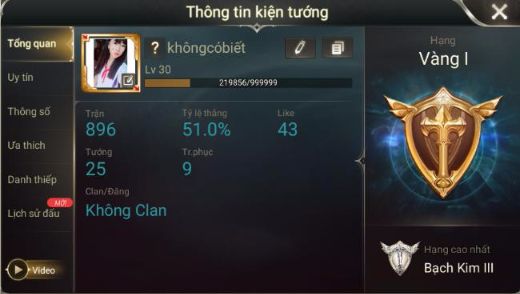 Thông tin kiện tướng
Tổng quan
Uy tín
Thông số
Ưa thích
Danh thiếp
Lịch sử đấu
MỚI
Video
? khôngcóbiết
Lv 30
219856/999999
Trận Tỷ lệ thắng Like
896 51.0% 43
Tướng Tr.phục
25 9
Clan/Đăng
Không Clan
Hạng
Vàng I
Hạng cao nhất
Bạch Kim III